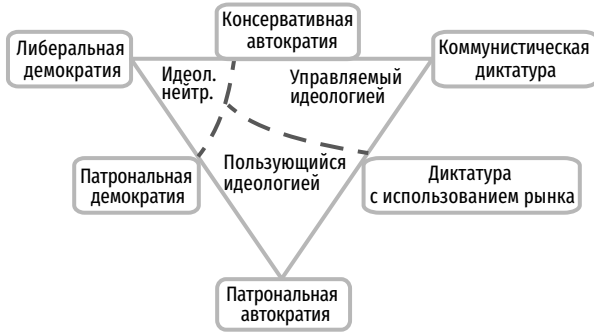 Консервативная
автократия
Либеральная
демократия
Коммунистическая
диктатура
Идеол.
нейтр.
Управляемый
идеологией
Пользующийся
идеологией
Патрональная
демократия
Диктатура
с использованием рынка
Патрональная
автократия